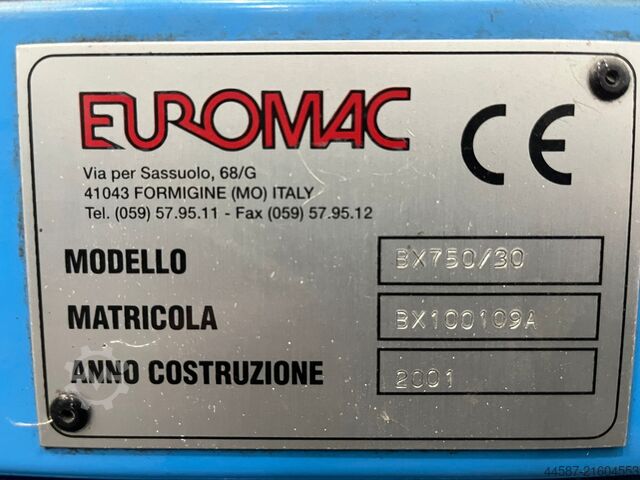 EUROMAC
CE
Via per Sassuolo, 68/G
41043 FORMIGINE (MO) ITALY
Tel. (059) 57.95.11 - Fax (059) 57.95.12
MODELLO BX750/30
MATRICOLA BX100109A
ANNO COSTRUZIONE 2001
44587-21604553